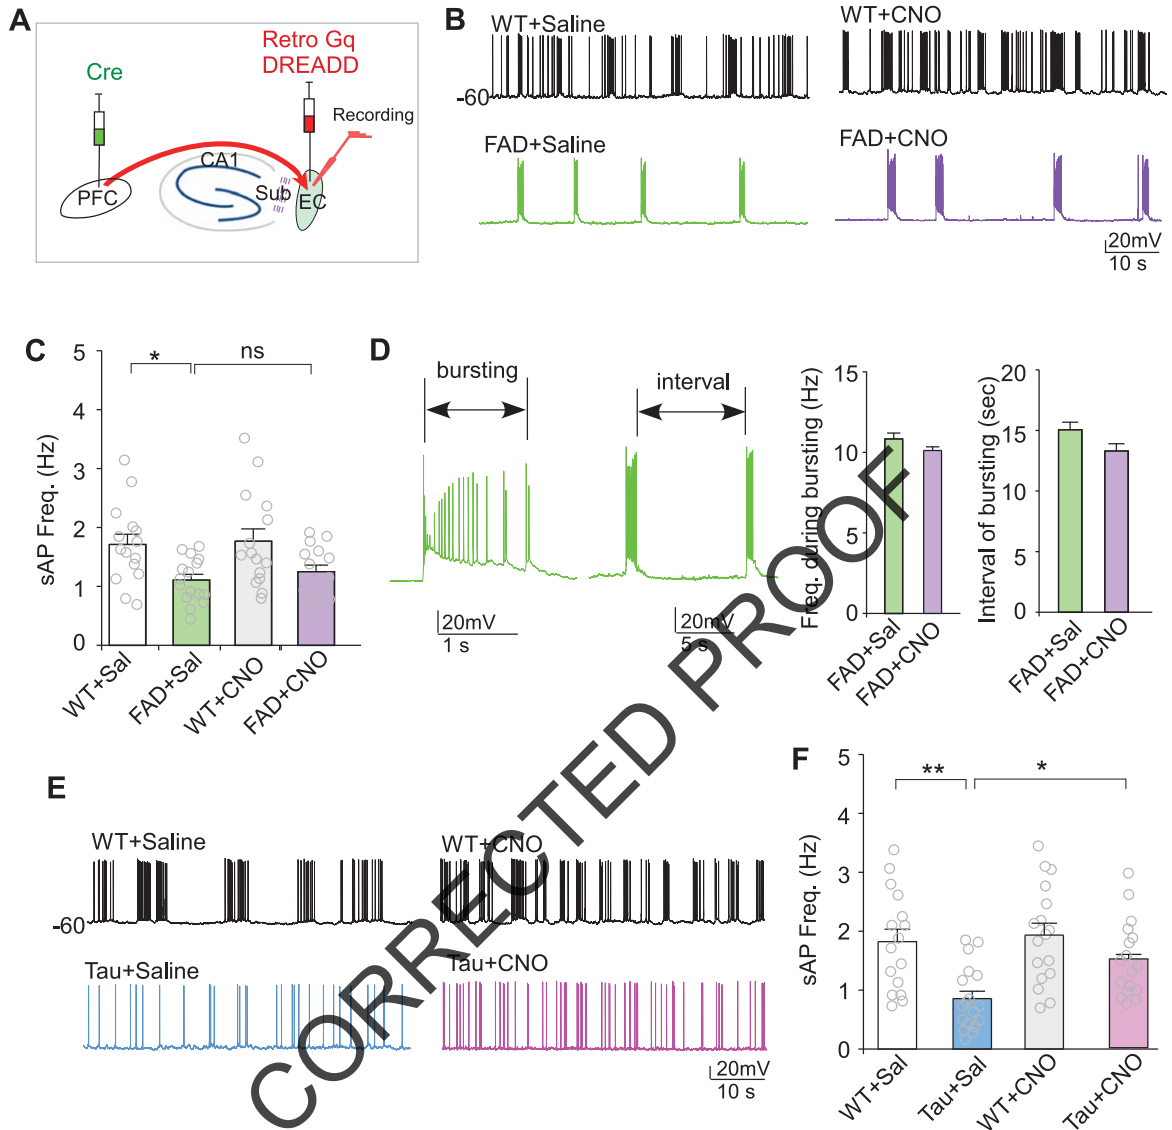 A
Retro Gq
DREADD
Cre
Recording
CA1
PFC
Sub
EC
B
WT+Saline
WT+CNO
-60
FAD+Saline
FAD+CNO
20mV
10 s
C
5
4
3
2
1
0
sAP Freq. (Hz)
*
ns
WT+Sal
FAD+Sal
WT+CNO
FAD+CNO
D
bursting
interval
20mV
1 s
20mV
5 s
Freq. during bursting (Hz)
15
10
5
0
FAD+Sal
FAD+CNO
Interval of bursting (sec)
20
15
10
5
0
FAD+Sal
FAD+CNO
E
WT+Saline
WT+CNO
-60
Tau+Saline
Tau+CNO
20mV
10 s
F
5
4
3
2
1
0
sAP Freq. (Hz)
**
*
WT+Sal
Tau+Sal
WT+CNO
Tau+CNO
CORRECTED PROOF